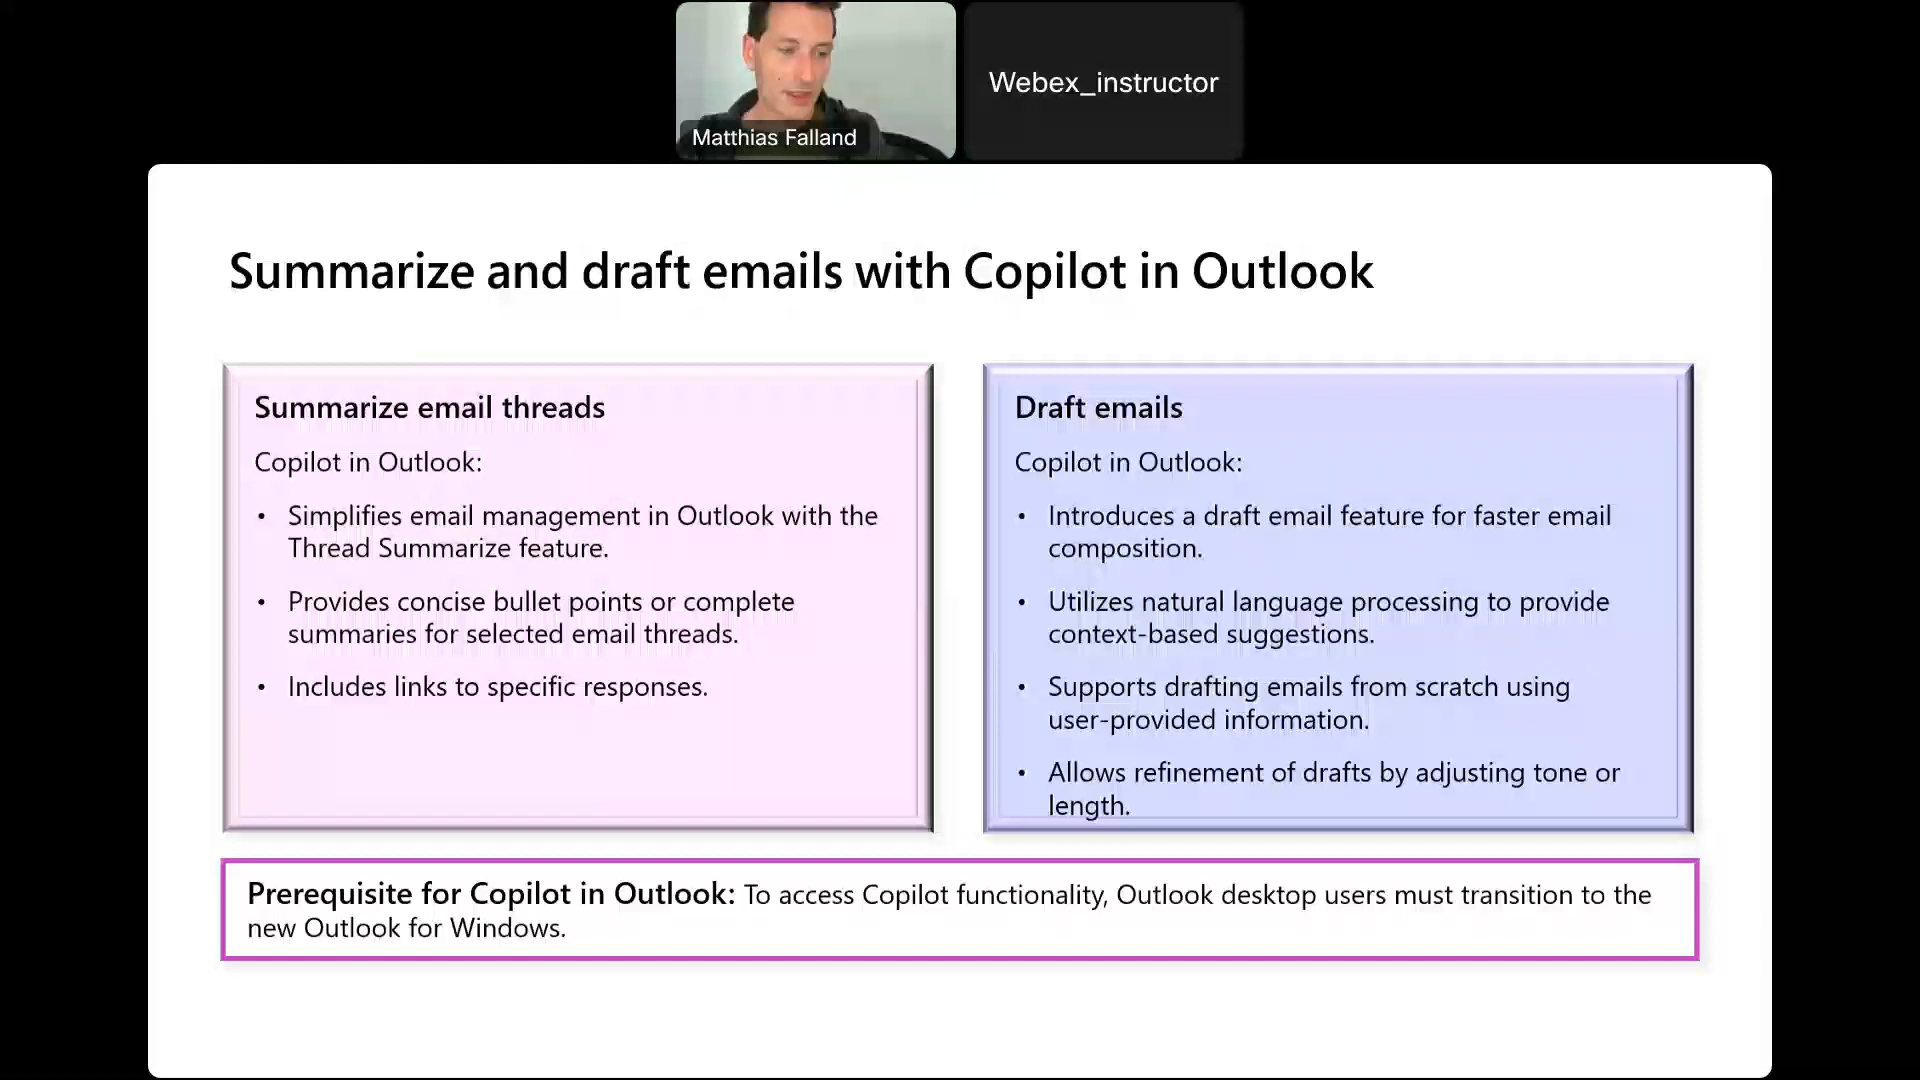 Matthias Falland
Webex_instructor
Summarize and draft emails with Copilot in Outlook
Summarize email threads
Copilot in Outlook:
• Simplifies email management in Outlook with the
Thread Summarize feature.
• Provides concise bullet points or complete
summaries for selected email threads.
• Includes links to specific responses.
Draft emails
Copilot in Outlook:
• Introduces a draft email feature for faster email
composition.
• Utilizes natural language processing to provide
context-based suggestions.
• Supports drafting emails from scratch using
user-provided information.
• Allows refinement of drafts by adjusting tone or
length.
Prerequisite for Copilot in Outlook: To access Copilot functionality, Outlook desktop users must transition to the
new Outlook for Windows.